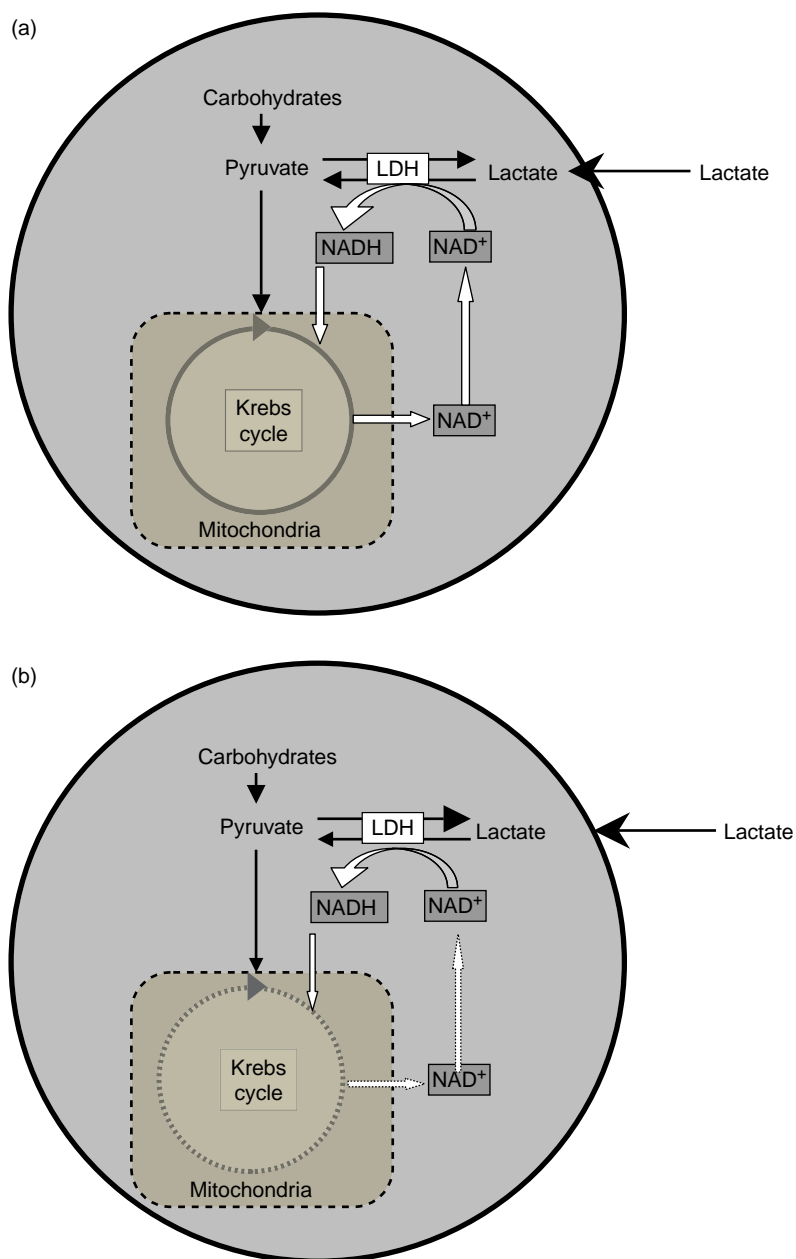 (a)
Carbohydrates
Pyruvate
LDH
Lactate
Lactate
NADH
NAD+
Krebs
cycle
NAD+
Mitochondria
(b)
Carbohydrates
Pyruvate
LDH
Lactate
Lactate
NADH
NAD+
Krebs
cycle
NAD+
Mitochondria